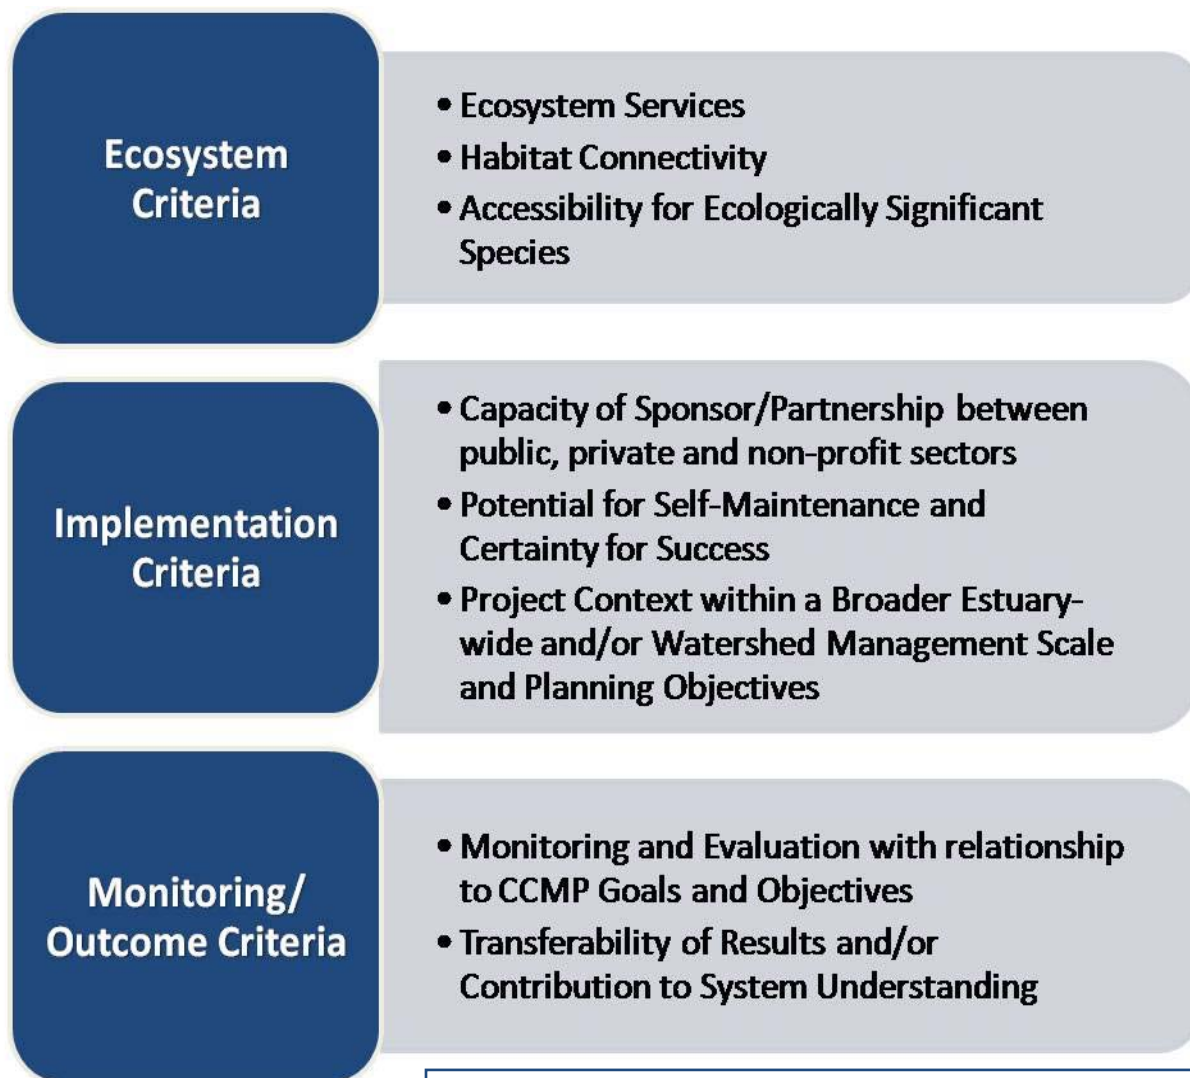 Ecosystem
Criteria
• Ecosystem Services
• Habitat Connectivity
• Accessibility for Ecologically Significant
Species
Implementation
Criteria
• Capacity of Sponsor/Partnership between
public, private and non-profit sectors
• Potential for Self-Maintenance and
Certainty for Success
• Project Context within a Broader Estuary-
wide and/or Watershed Management Scale
and Planning Objectives
Monitoring/
Outcome Criteria
• Monitoring and Evaluation with relationship
to CCMP Goals and Objectives
• Transferability of Results and/or
Contribution to System Understanding